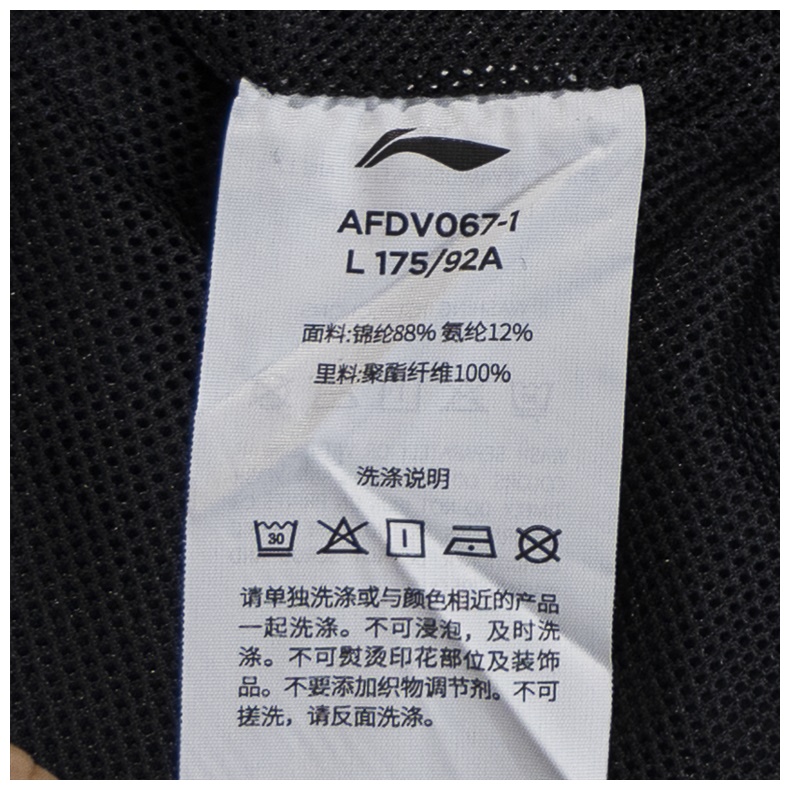 AFDV067-1
L 175/92A
面料:锦纶88% 氨纶12%
里料:聚酯纤维100%
洗涤说明
30
请单独洗涤或与颜色相近的产品
一起洗涤。不可浸泡，及时洗
涤。不可熨烫印花部位及装饰
品。不要添加织物调节剂。不可
搓洗，请反面洗涤。